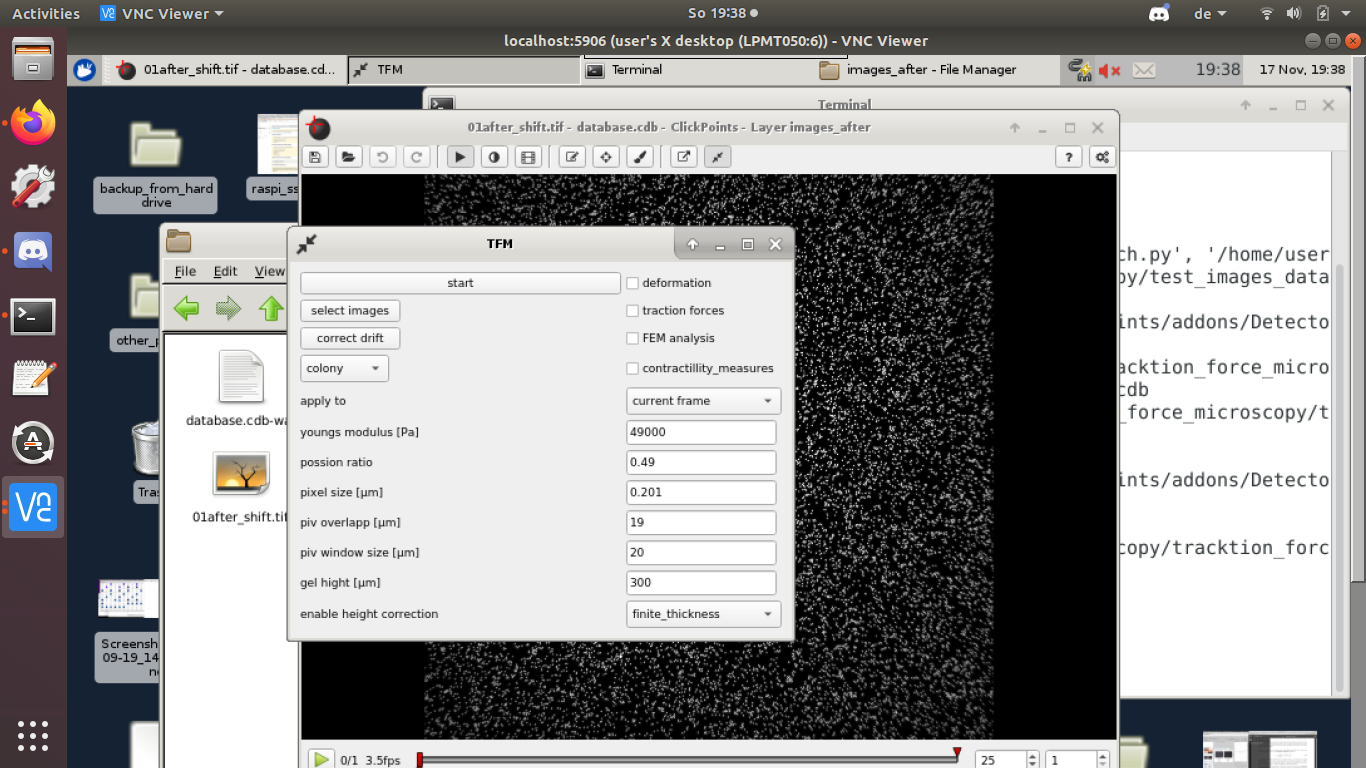 Activities VNC Viewer So 19:38 de
localhost:5906 (user's X desktop (LPMT050:6)) - VNC Viewer
01after_shift.tif - database.cd... TFM Terminal images_after - File Manager 19:38 17 Nov, 19:38
Terminal
01after_shift.tif - database.cdb - ClickPoints - Layer images_after
?
backup_from_hard
drive
raspi_ss
other_p
Tras
Screensh
09-19_14
File Edit View
database.cdb-wa
01after_shift.tif
TFM
start deformation
select images traction forces
correct drift FEM analysis
colony contractillity_measures
apply to current frame
youngs modulus [Pa] 49000
possion ratio 0.49
pixel size [µm] 0.201
piv overlapp [µm] 19
piv window size [µm] 20
gel hight [µm] 300
enable height correction finite_thickness
ch.py', '/home/user
py/test_images_data
ints/addons/Detecto
acktion_force_micro
cdb
_force_microscopy/t
ints/addons/Detecto
copy/tracktion_forc
0/1 3.5fps 25 1